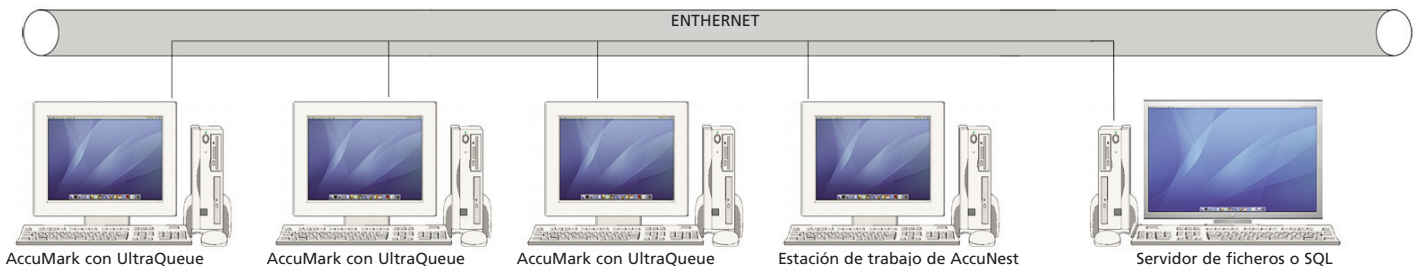 ENTHERNET
AccuMark con UltraQueue
AccuMark con UltraQueue
AccuMark con UltraQueue
Estación de trabajo de AccuNest
Servidor de ficheros o SQL